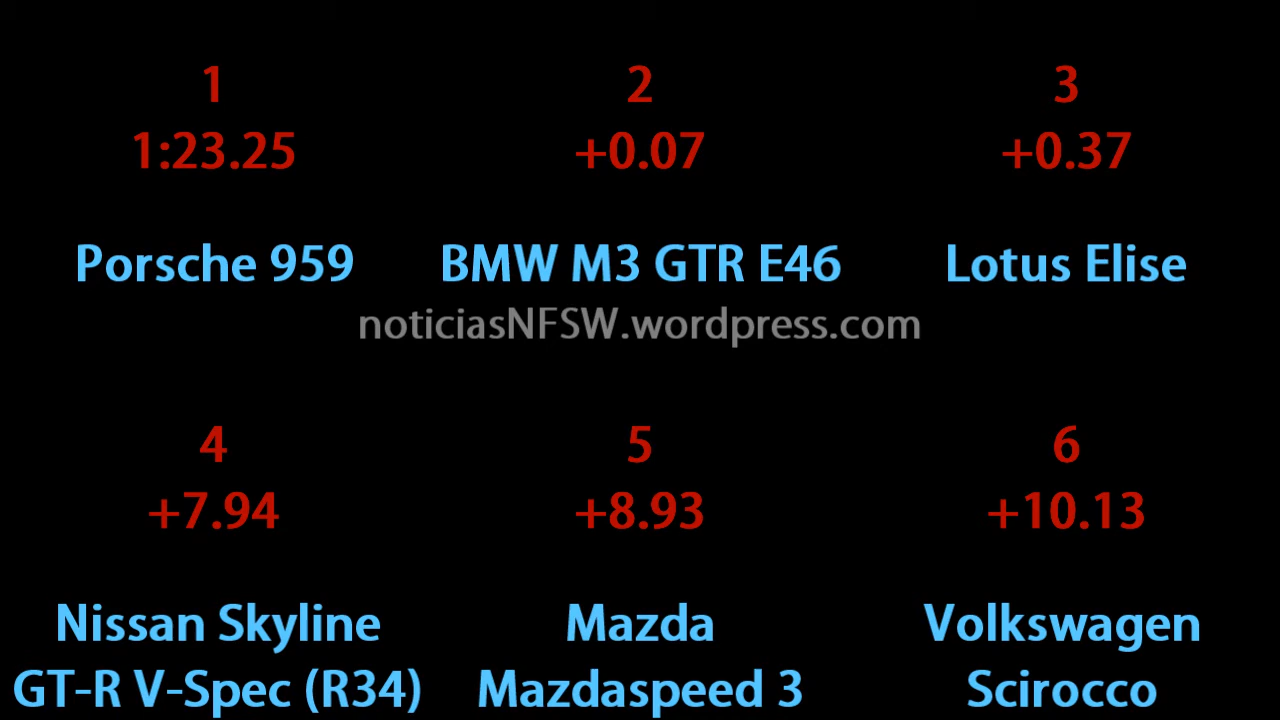 1
1:23.25
Porsche 959
2
+0.07
BMW M3 GTR E46
3
+0.37
Lotus Elise
noticiasNFSW.wordpress.com
4
+7.94
Nissan Skyline
GT-R V-Spec (R34)
5
+8.93
Mazda
Mazdaspeed 3
6
+10.13
Volkswagen
Scirocco